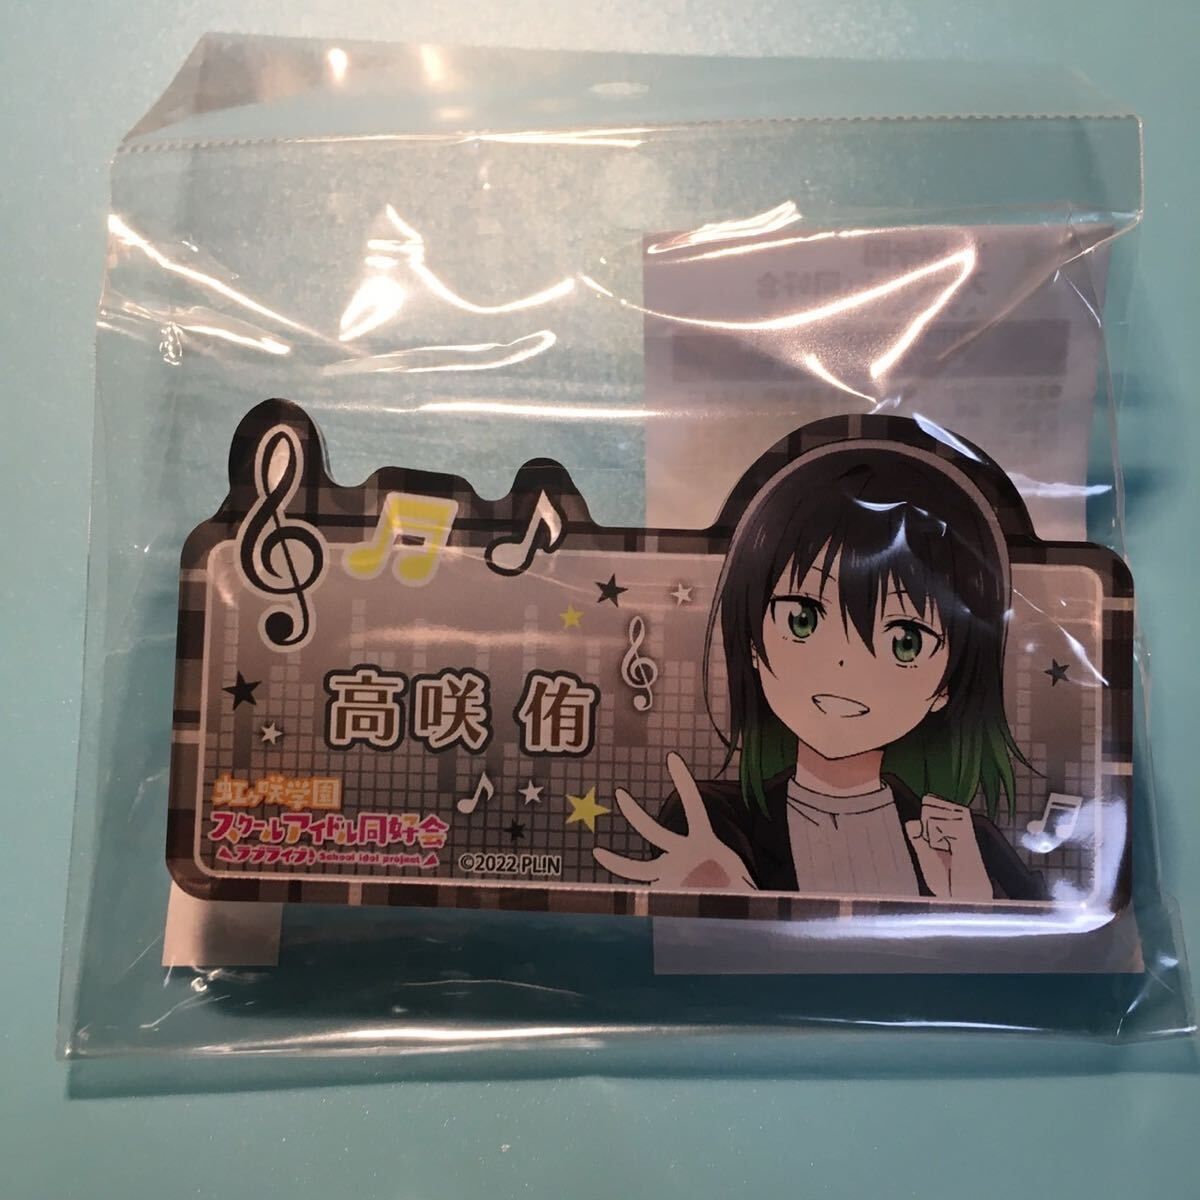 高咲 侑
虹ヶ咲学園
スクールアイドル同好会
ラブライブ! School idol project
©2022 PL!N